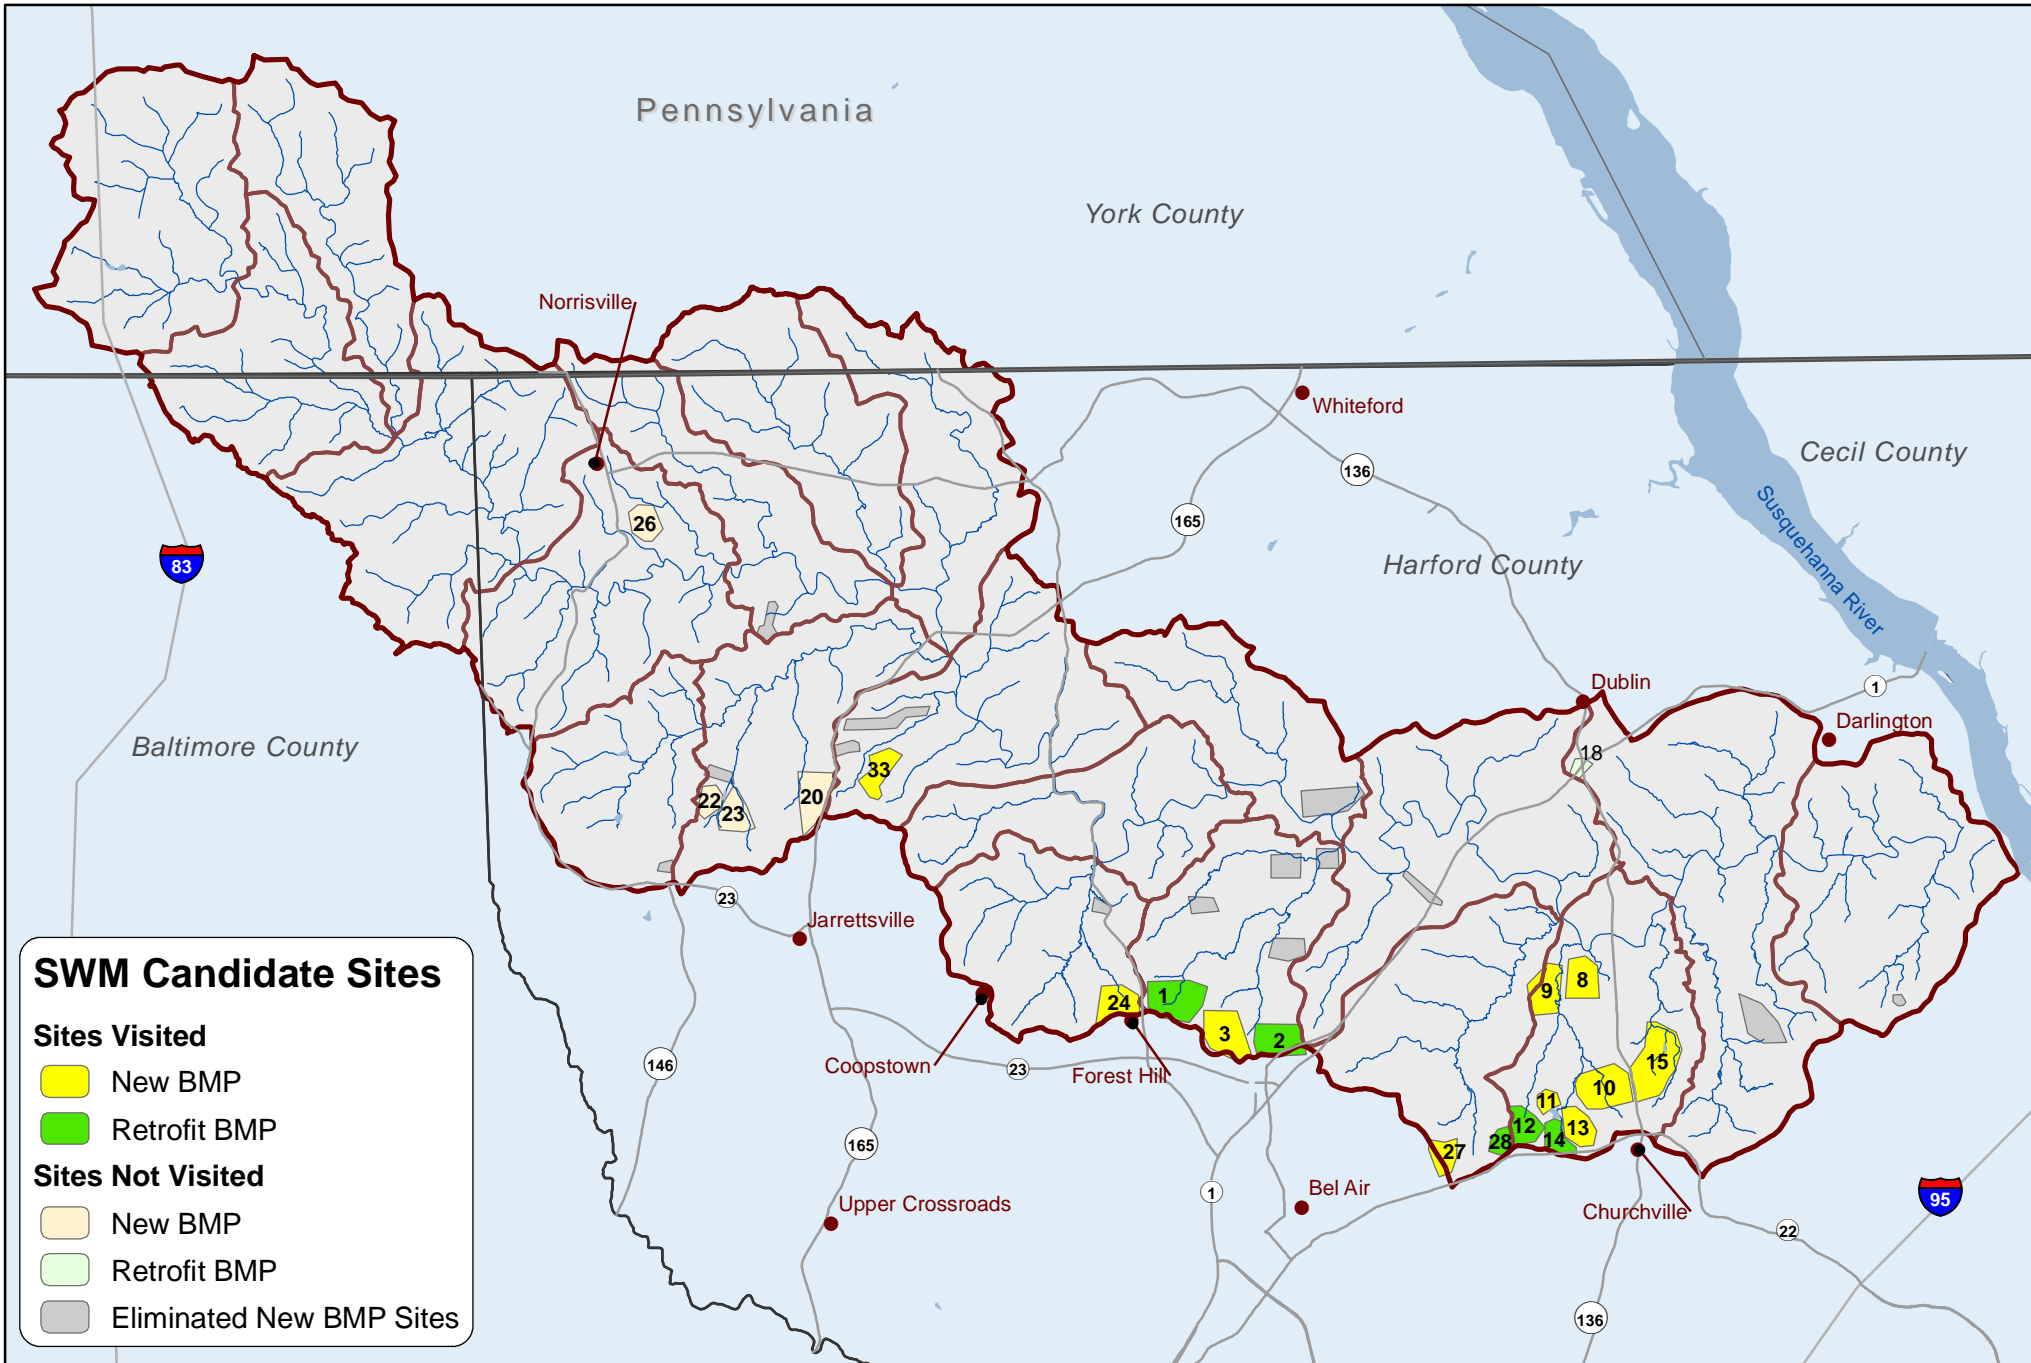 Pennsylvania
York County
Norrisville
Whiteford
136
Cecil County
165
26
Susquehanna River
83
Harford County
Dublin
1
Darlington
Baltimore County
18
33
22
23
20
23
Jarrettsville
SWM Candidate Sites
Sites Visited
New BMP
Retrofit BMP
Sites Not Visited
New BMP
Retrofit BMP
Eliminated New BMP Sites
8
9
1
24
3
2
15
Coopstown
146
23
Forest Hill
10
11
12
13
14
28
27
165
Bel Air
1
Upper Crossroads
Churchville
95
22
136